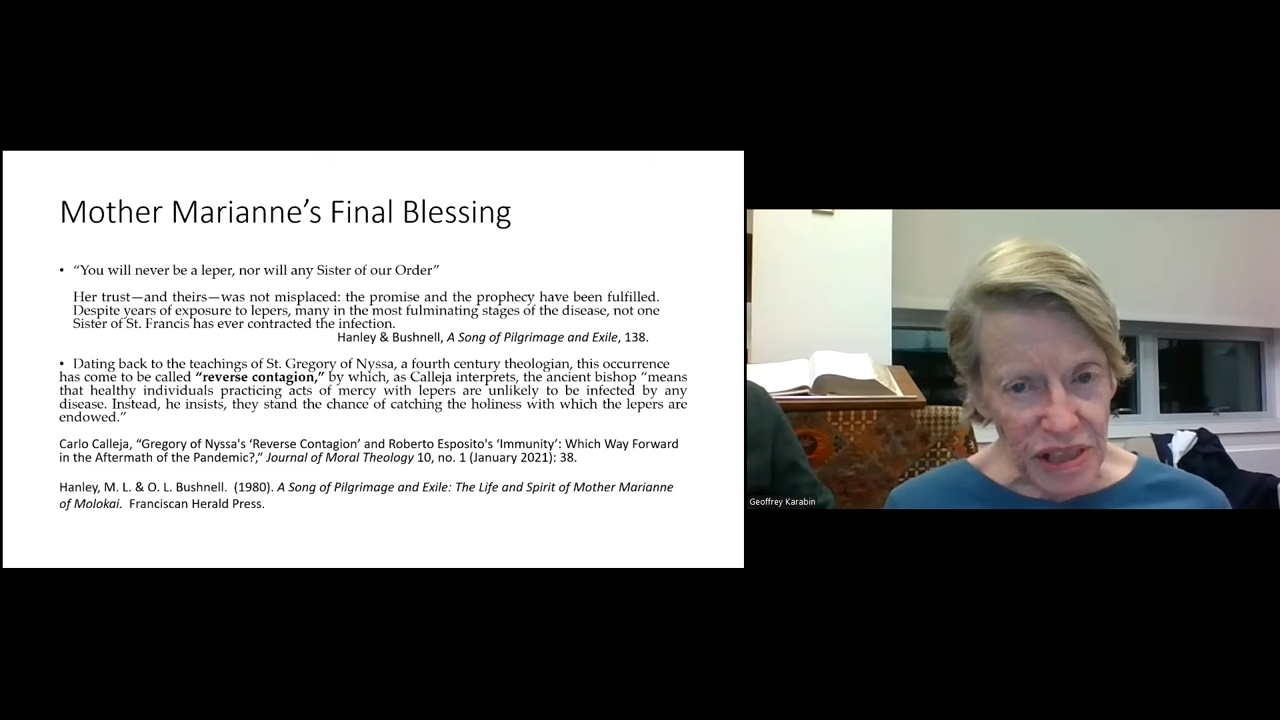 Mother Marianne’s Final Blessing
• “You will never be a leper, nor will any Sister of our Order”
Her trust—and theirs—was not misplaced: the promise and the prophecy have been fulfilled.
Despite years of exposure to lepers, many in the most fulminating stages of the disease, not one
Sister of St. Francis has ever contracted the infection.
Hanley & Bushnell, A Song of Pilgrimage and Exile, 138.
• Dating back to the teachings of St. Gregory of Nyssa, a fourth century theologian, this occurrence
has come to be called “reverse contagion,” by which, as Calleja interprets, the ancient bishop “means
that healthy individuals practicing acts of mercy with lepers are unlikely to be infected by any
disease. Instead, he insists, they stand the chance of catching the holiness with which the lepers are
endowed.”
Carlo Calleja, “Gregory of Nyssa's ‘Reverse Contagion’ and Roberto Esposito's ‘Immunity’: Which Way Forward
in the Aftermath of the Pandemic?,” Journal of Moral Theology 10, no. 1 (January 2021): 38.
Hanley, M. L. & O. L. Bushnell. (1980). A Song of Pilgrimage and Exile: The Life and Spirit of Mother Marianne
of Molokai. Franciscan Herald Press.
Geoffrey Karabin